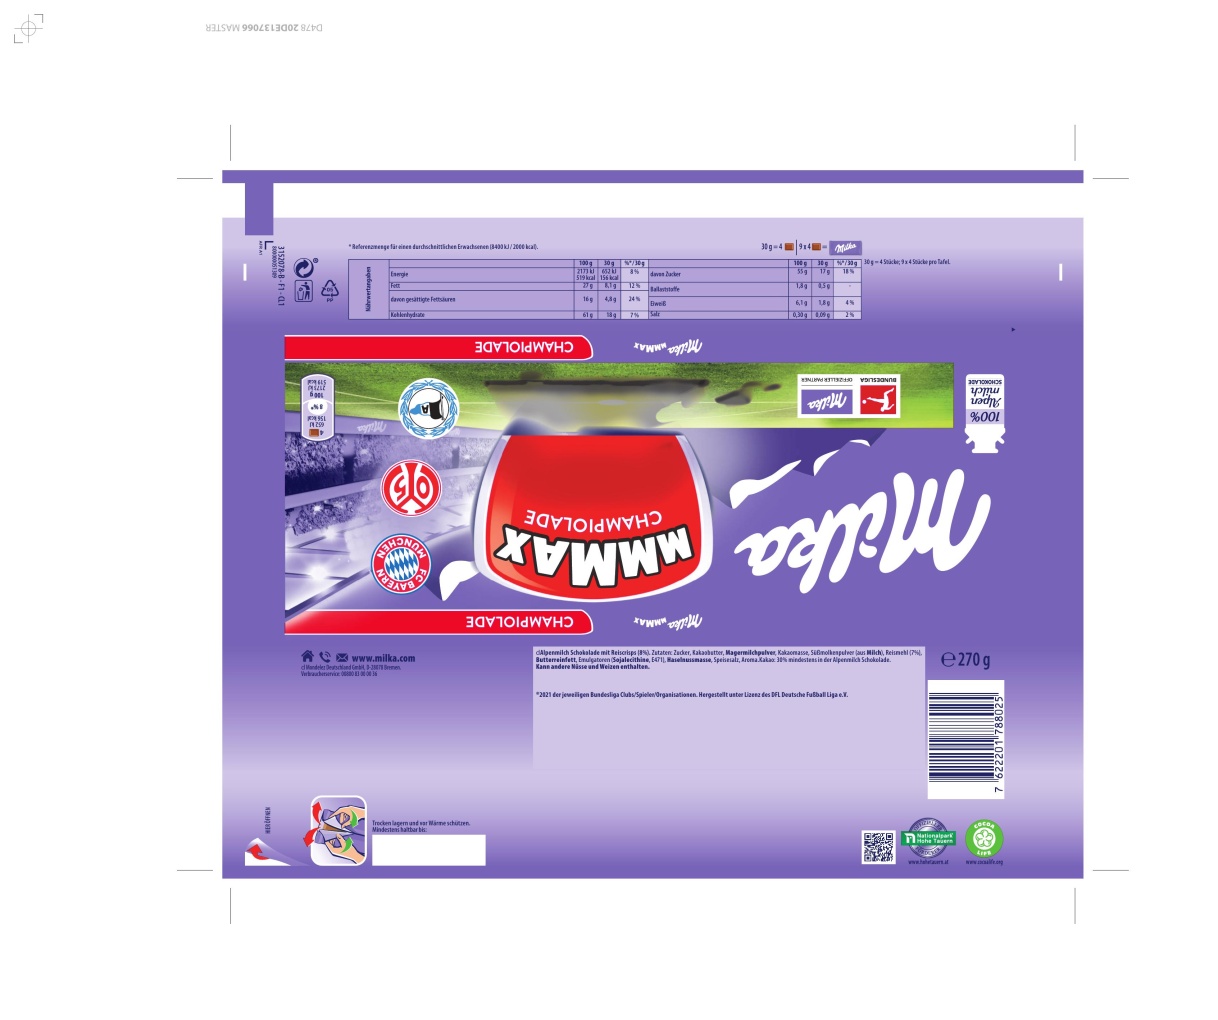 D478 20DE137066 MASTER
* Referenzmenge für einen durchschnittlichen Erwachsenen (8400 kJ / 2000 kcal).
30 g = 4 | 9 x 4 = Milka
30 g = 4 Stücke; 9 x 4 Stücke pro Tafel.
Nährwertangaben
100 g 30 g %*/30 g
Energie 2173 kJ 519 kcal 652 kJ 156 kcal 8 %
Fett 27 g 8,1 g 12 %
davon gesättigte Fettsäuren 16 g 4,8 g 24 %
Kohlenhydrate 61 g 18 g 7 %
100 g 30 g %*/30 g
davon Zucker 55 g 17 g 18 %
Ballaststoffe 1,8 g 0,5 g -
Eiweiß 6,1 g 1,8 g 4 %
Salz 0,30 g 0,09 g 2 %
05
PP
Milka MMMAX
CHAMPIOLADE
4
652 kJ
156 kcal
8 %*
100 g
2173 kJ
519 kcal
BUNDESLIGA
OFFIZIELLER PARTNER
Milka
100%
Alpen
milch
SCHOKOLADE
Milka
Milka
MMMAX
CHAMPIOLADE
A
05
FC BAYERN
MÜNCHEN
Milka MMMAX
CHAMPIOLADE
www.milka.com
Mondelez Deutschland GmbH, D-28078 Bremen.
Alpenmilch Schokolade mit Reiscrisps (8%). Zutaten: Zucker, Kakaobutter, Magermilchpulver, Kakaomasse, Süßmolkenpulver (aus Milch), Reismehl (7%),
Butterreinfett, Emulgatoren (Sojalecithine, E471), Haselnussmasse, Speisesalz, Aroma.Kakao: 30% mindestens in der Alpenmilch Schokolade.
Kann andere Nüsse und Weizen enthalten.
©2021 der jeweiligen Bundesliga Clubs/Spieler/Organisationen. Hergestellt unter Lizenz des DFL Deutsche Fußball Liga e.V.
℮ 270 g
7 622201 788025
HIER ÖFFNEN
Trocken lagern und vor Wärme schützen.
Mindestens haltbar bis:
Nationalpark
Hohe Tauern
www.hohetauern.at
COCOA
LIFE
www.cocoalife.org